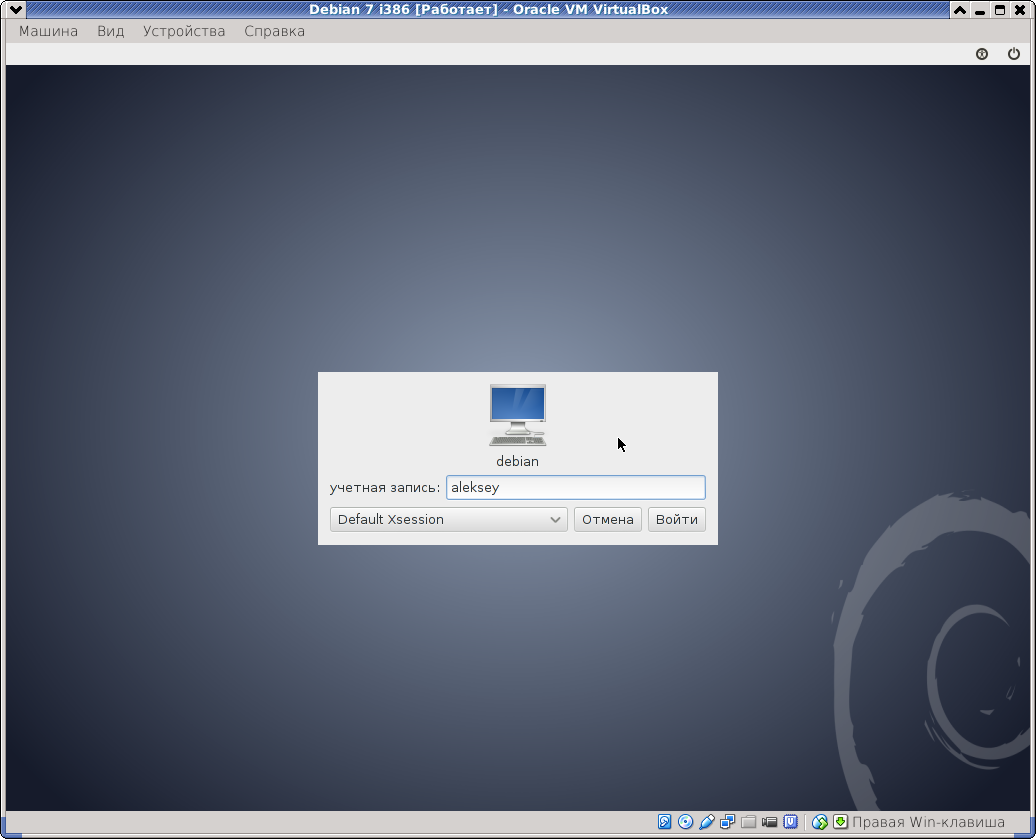 Debian 7 i386 [Работает] - Oracle VM VirtualBox
Машина Вид Устройства Справка
debian
учетная запись: aleksey
Default Xsession Отмена Войти
Правая Win-клавиша